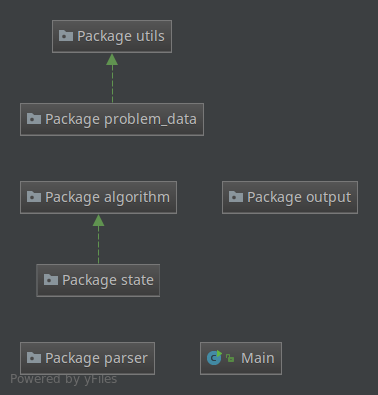 Package utils
Package problem_data
Package algorithm
Package output
Package state
Package parser
Main
Powered by yFiles